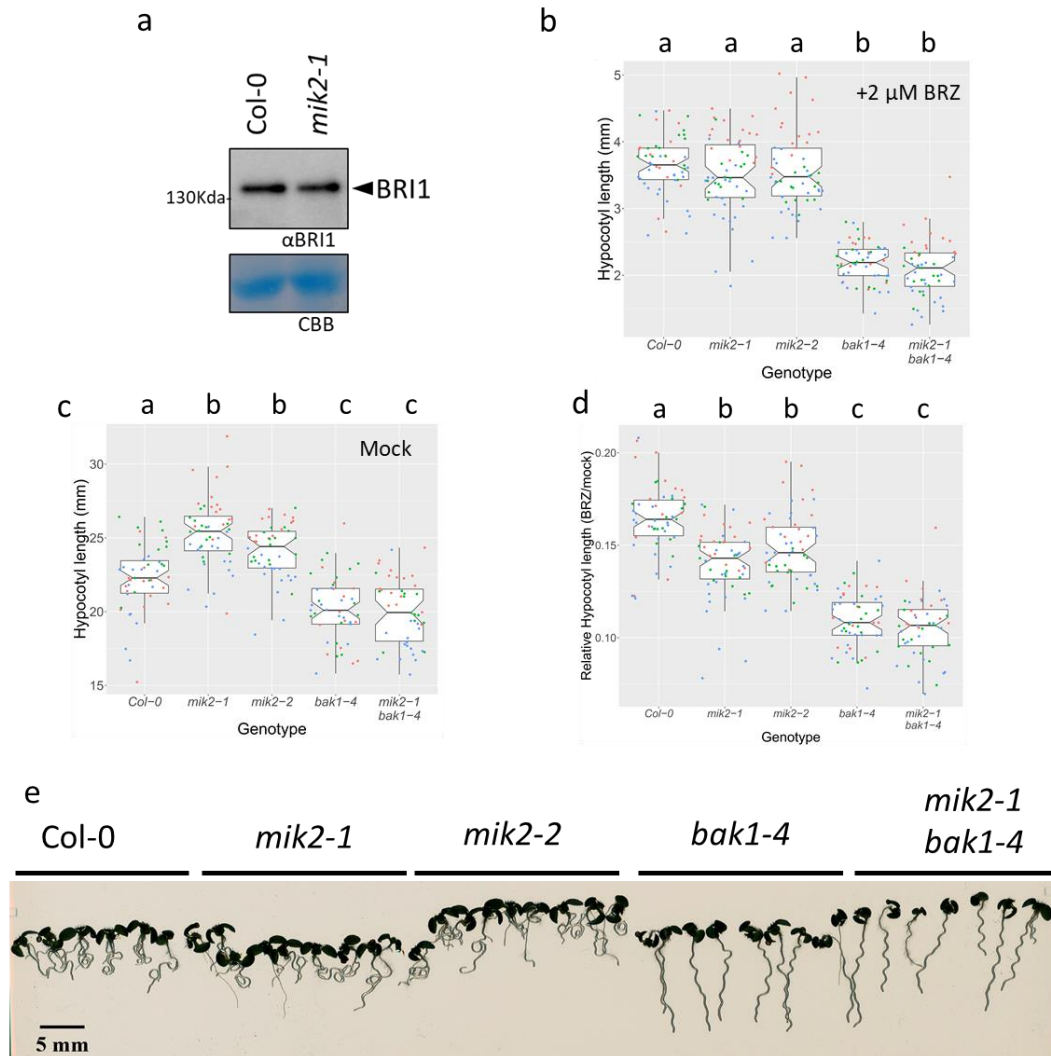 a
Col-0
mik2-1
130Kda
BRI1
αBRI1
CBB
b
a a a b b
+2 μM BRZ
Hypocotyl length (mm)
5
4
3
2
Col-0 mik2-1 mik2-2 bak1-4 mik2-1
bak1-4
Genotype
c
a b b c c
Mock
Hypocotyl length (mm)
30
25
20
15
Col-0 mik2-1 mik2-2 bak1-4 mik2-1
bak1-4
Genotype
d
a b b c c
Relative Hypocotyl length (BRZ/mock)
0.20
0.15
0.10
Col-0 mik2-1 mik2-2 bak1-4 mik2-1
bak1-4
Genotype
e
Col-0 mik2-1 mik2-2 bak1-4 mik2-1
bak1-4
5 mm